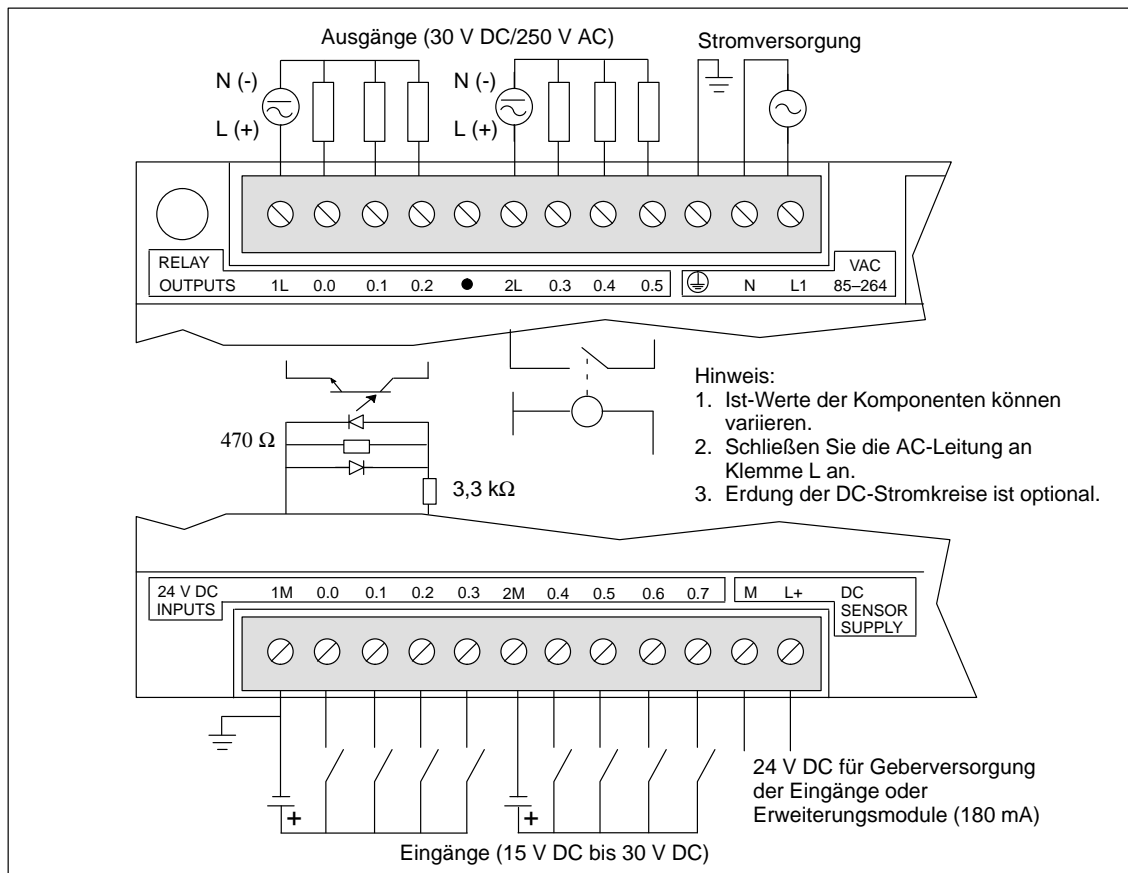 Ausgänge (30 V DC/250 V AC)
Stromversorgung
N (-)
L (+)
N (-)
L (+)
RELAY
OUTPUTS 1L 0.0 0.1 0.2 ● 2L 0.3 0.4 0.5 N L1 VAC
85–264
470 Ω
3,3 kΩ
Hinweis:
1. Ist-Werte der Komponenten können
variieren.
2. Schließen Sie die AC-Leitung an
Klemme L an.
3. Erdung der DC-Stromkreise ist optional.
24 V DC
INPUTS
1M 0.0 0.1 0.2 0.3 2M 0.4 0.5 0.6 0.7 M L+
DC
SENSOR
SUPPLY
+
+
24 V DC für Geberversorgung
der Eingänge oder
Erweiterungsmodule (180 mA)
Eingänge (15 V DC bis 30 V DC)